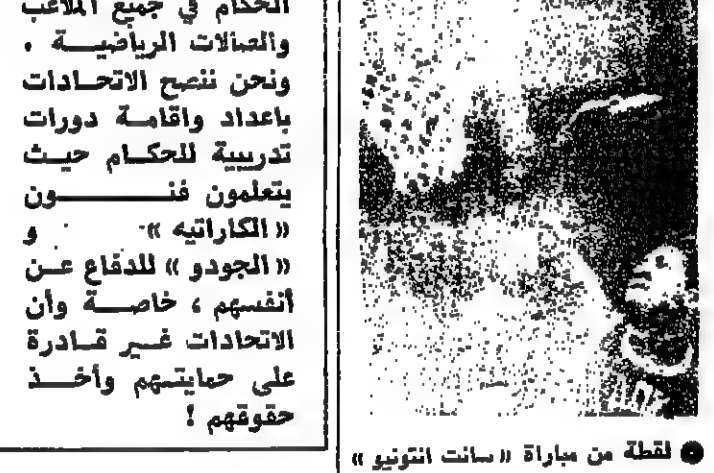 الحكام في جميع الملاعب
والصالات الرياضية .
ونحن ننصح الاتحادات
باعداد واقامة دورات
تدريبية للحكام حيث
يتعلمون فنون
« الكاراتيه » و
« الجودو » للدفاع عن
أنفسهم ، خاصة وأن
الاتحادات غير قادرة
على حمايتهم وأخذ
حقوقهم !
لقطة من مباراة « سانت انتونيو »